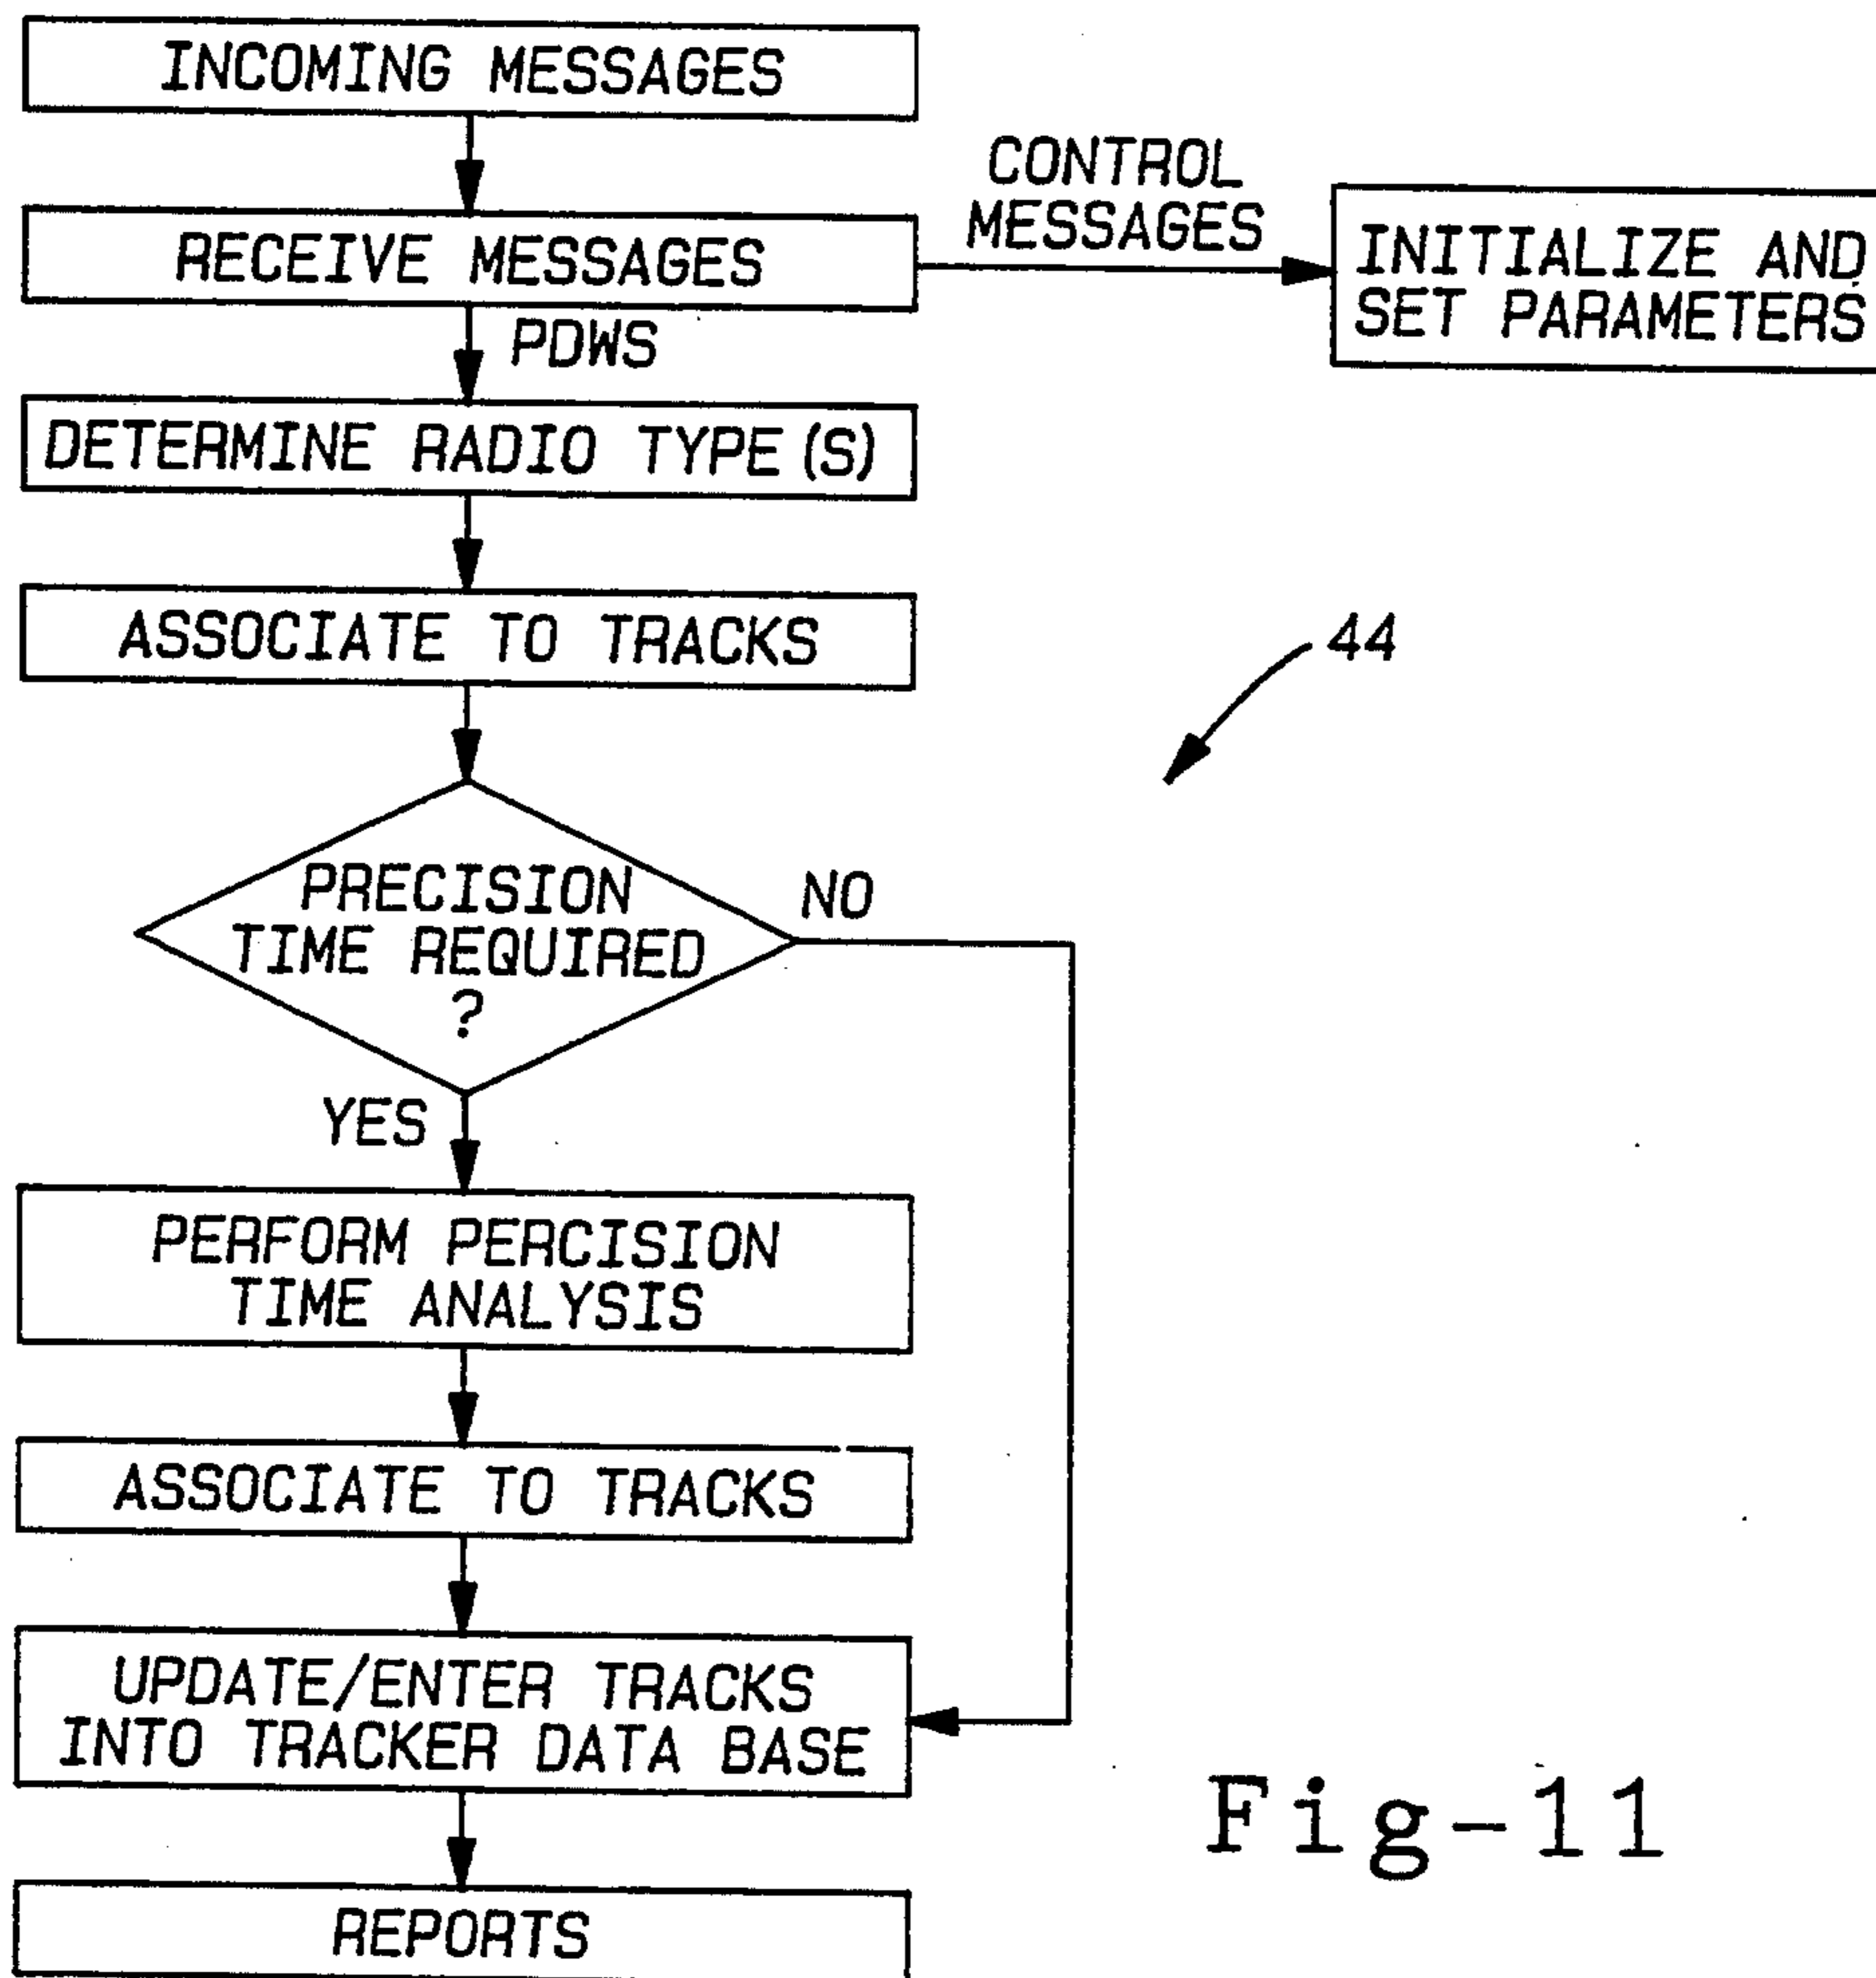 INCOMING MESSAGES
CONTROL
MESSAGES
RECEIVE MESSAGES
INITIALIZE AND
SET PARAMETERS
PDWS
DETERMINE RADIO TYPE(S)
ASSOCIATE TO TRACKS
44
PRECISION
TIME REQUIRED
?
NO
YES
PERFORM PERCISION
TIME ANALYSIS
ASSOCIATE TO TRACKS
UPDATE/ENTER TRACKS
INTO TRACKER DATA BASE
Fig-11
REPORTS